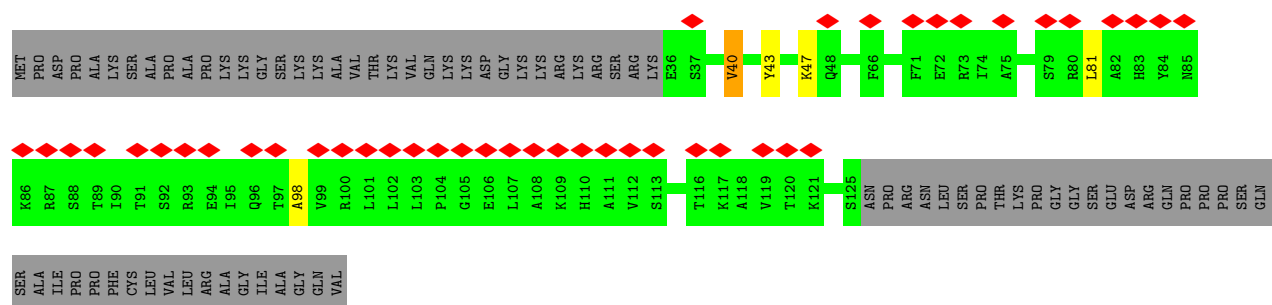 MET PRO ASP PRO ALA LYS SER ALA PRO ALA PRO LYS LYS GLY SER LYS LYS ALA VAL THR LYS VAL GLN LYS LYS ASP GLY LYS LYS ARG LYS ARG SER ARG LYS E36 S37 V40 Y43 K47 Q48 F66 F71 E72 R73 I74 A75 S79 R80 L81 A82 H83 Y84 N85
K86 R87 S88 T89 I90 T91 S92 R93 E94 I95 Q96 T97 A98 V99 R100 L101 L102 L103 P104 G105 E106 L107 A108 K109 H110 A111 V112 S113 T116 K117 A118 V119 T120 K121 S125 ASN PRO ARG ASN LEU SER PRO THR LYS PRO GLY GLY SER GLU ASP ARG GLN PRO PRO PRO SER GLN
SER ALA ILE PRO PRO PHE CYS LEU VAL LEU ARG ALA GLY ILE ALA GLY GLN VAL